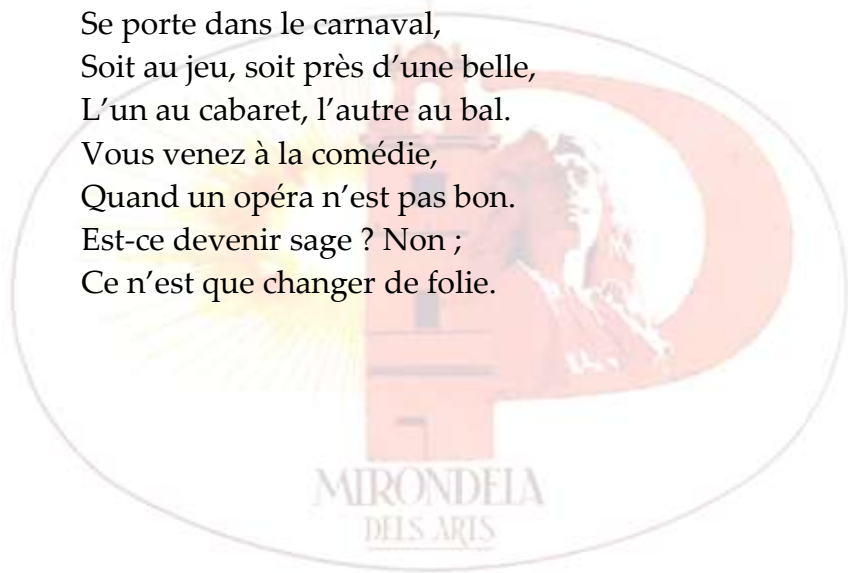 Se porte dans le carnaval,
Soit au jeu, soit près d’une belle,
L’un au cabaret, l’autre au bal.
Vous venez à la comédie,
Quand un opéra n’est pas bon.
Est-ce devenir sage ? Non ;
Ce n’est que changer de folie.
MIRONDELA
DELS ARTS